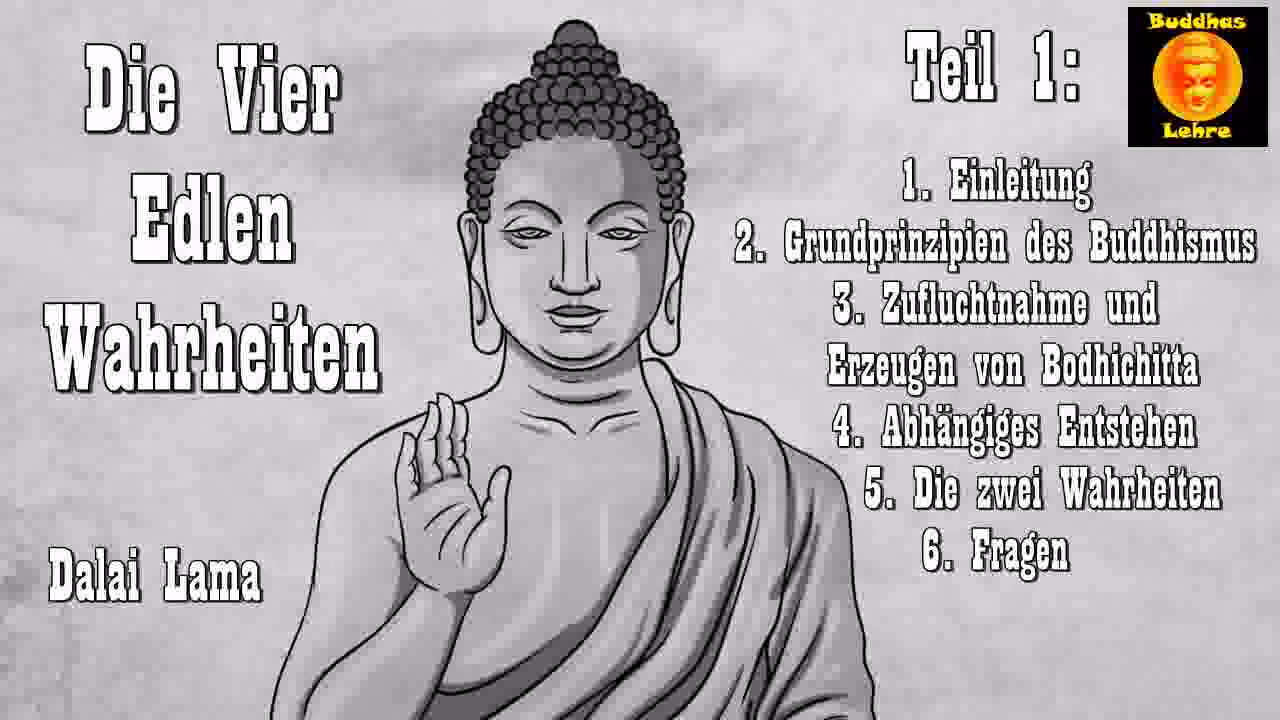 Die Vier
Edlen
Wahrheiten
Dalai Lama
Teil 1:
1. Einleitung
2. Grundprinzipien des Buddhismus
3. Zufluchtnahme und
Erzeugen von Bodhichitta
4. Abhängiges Entstehen
5. Die zwei Wahrheiten
6. Fragen
Buddhas
Lehre